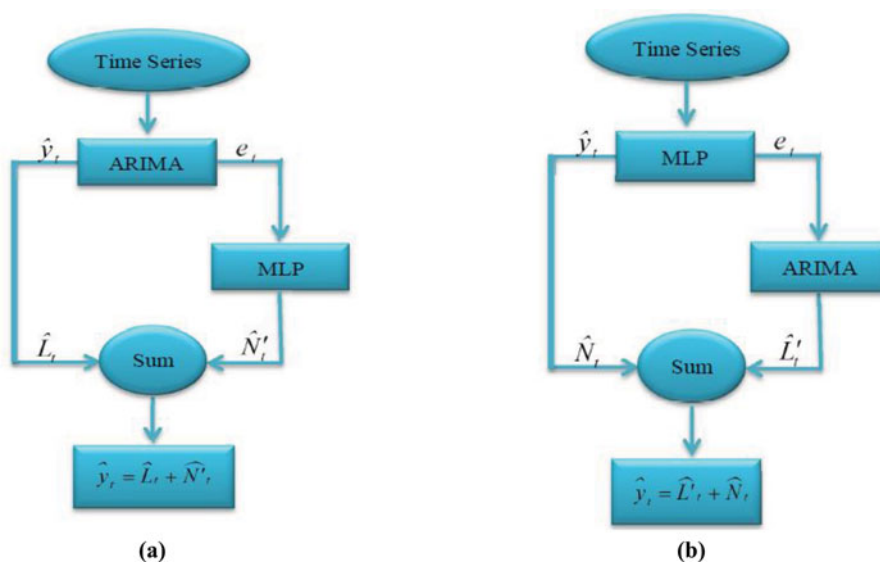 Time Series
ŷ_t
ARIMA
e_t
MLP
L̂_t
Sum
N̂'_t
ŷ_t = L̂_t + N̂'_t
(a)
Time Series
ŷ_t
MLP
e_t
ARIMA
N̂_t
Sum
L̂'_t
ŷ_t = L̂'_t + N̂_t
(b)